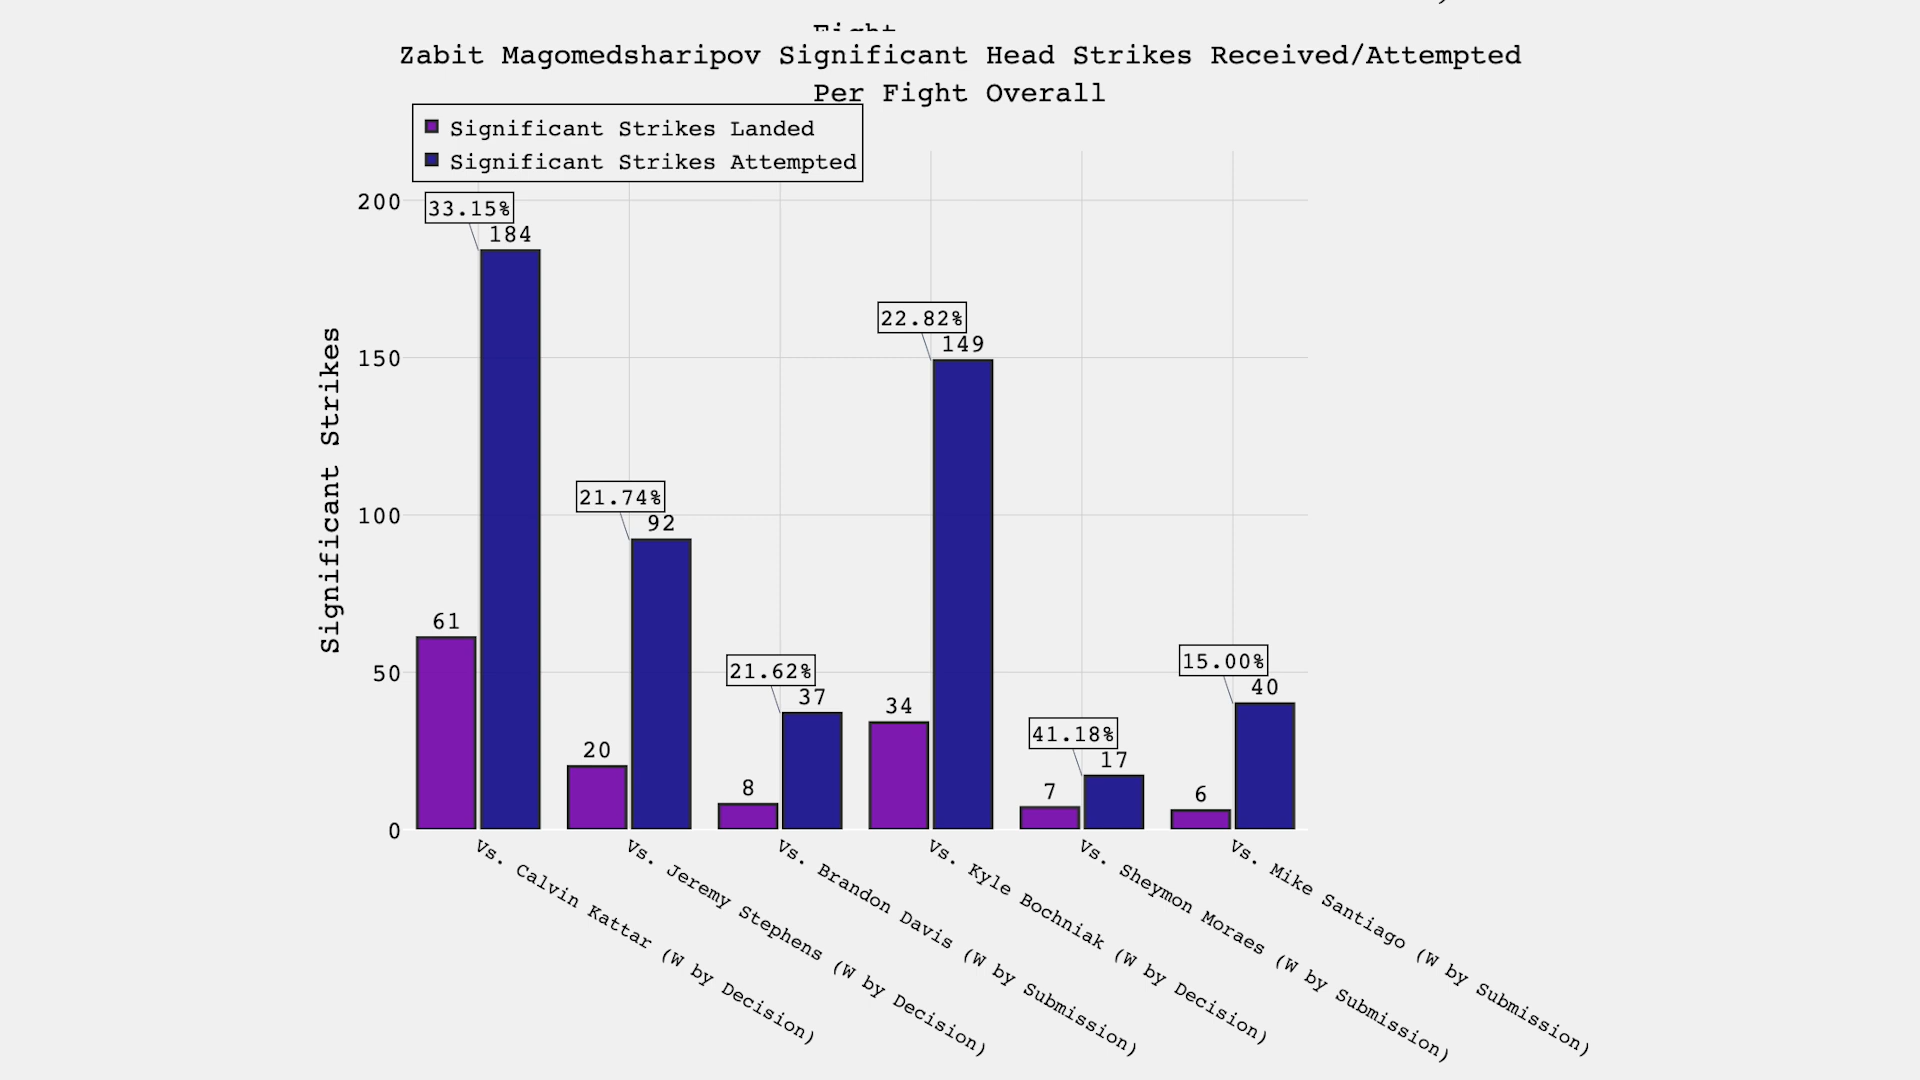 Zabit Magomedsharipov Significant Head Strikes Received/Attempted
Per Fight Overall
Significant Strikes Landed
Significant Strikes Attempted
Significant Strikes
200
150
100
50
0
33.15%
184
61
21.74%
92
20
21.62%
37
8
22.82%
149
34
41.18%
17
7
15.00%
40
6
Vs. Calvin Kattar (W by Decision)
Vs. Jeremy Stephens (W by Decision)
Vs. Brandon Davis (W by Submission)
Vs. Kyle Bochniak (W by Decision)
Vs. Sheymon Moraes (W by Submission)
Vs. Mike Santiago (W by Submission)